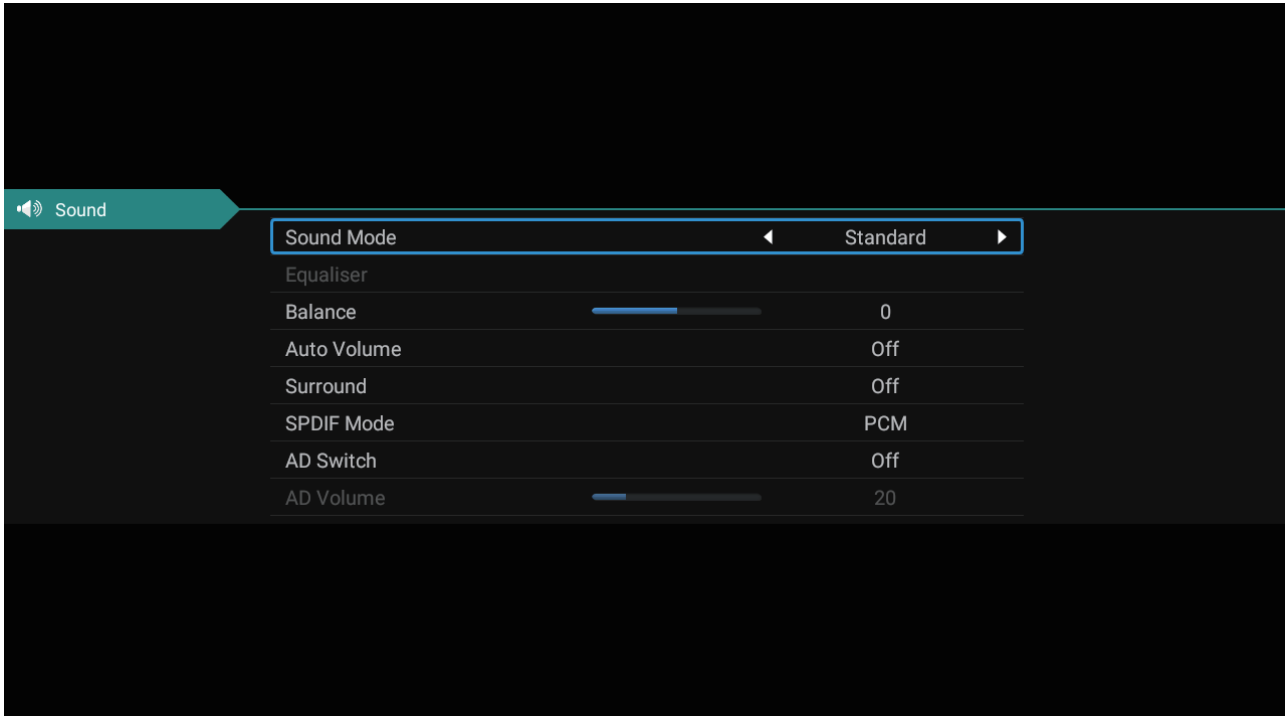 Sound
Sound Mode Standard
Equaliser
Balance 0
Auto Volume Off
Surround Off
SPDIF Mode PCM
AD Switch Off
AD Volume 20